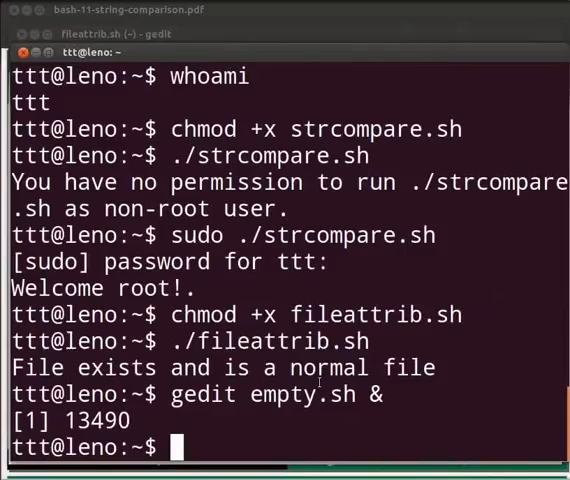 bash-11-string-comparison.pdf
fileattrib.sh (~) - gedit
ttt@leno: ~
ttt@leno:~$ whoami
ttt
ttt@leno:~$ chmod +x strcompare.sh
ttt@leno:~$ ./strcompare.sh
You have no permission to run ./strcompare
.sh as non-root user.
ttt@leno:~$ sudo ./strcompare.sh
[sudo] password for ttt:
Welcome root!.
ttt@leno:~$ chmod +x fileattrib.sh
ttt@leno:~$ ./fileattrib.sh
File exists and is a normal file
ttt@leno:~$ gedit empty.sh &
[1] 13490
ttt@leno:~$